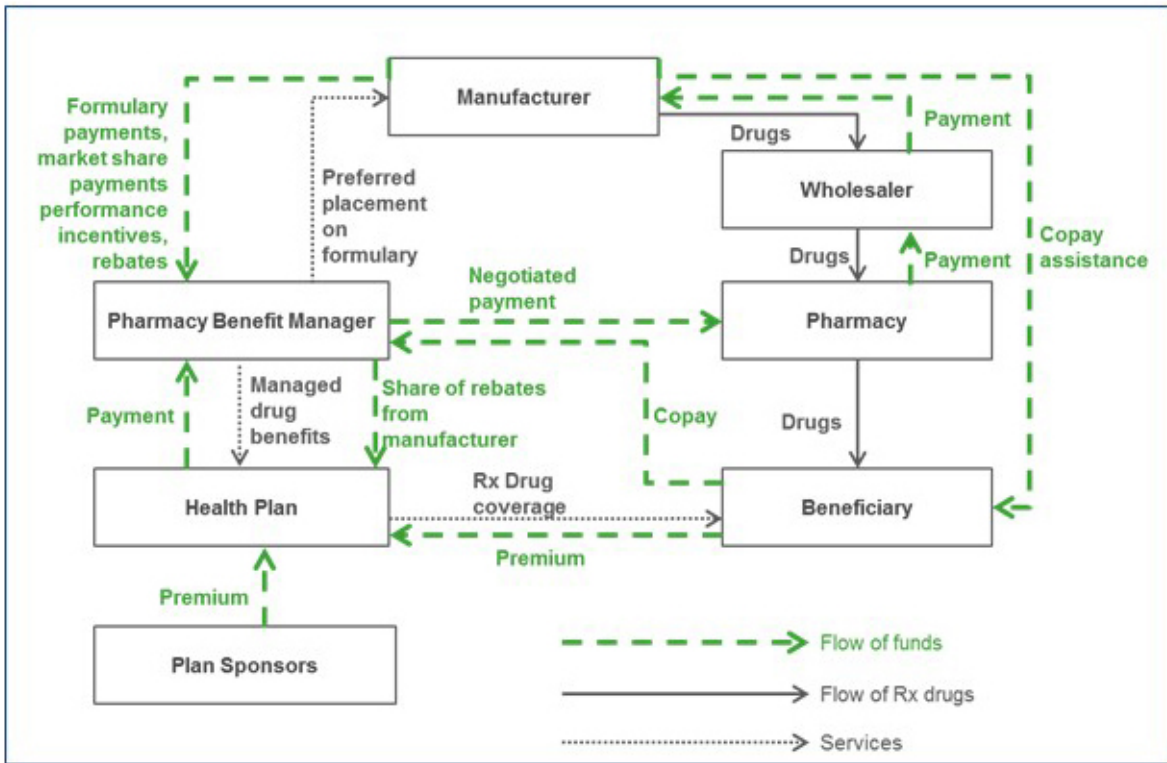 Manufacturer
Formulary
payments,
market share
payments
performance
incentives,
rebates
Preferred
placement
on
formulary
Drugs
Payment
Wholesaler
Drugs
Payment
Copay
assistance
Pharmacy Benefit Manager
Negotiated
payment
Pharmacy
Payment
Managed
drug
benefits
Share of rebates
from
manufacturer
Copay
Drugs
Health Plan
Rx Drug
coverage
Premium
Beneficiary
Premium
Plan Sponsors
Flow of funds
Flow of Rx drugs
Services